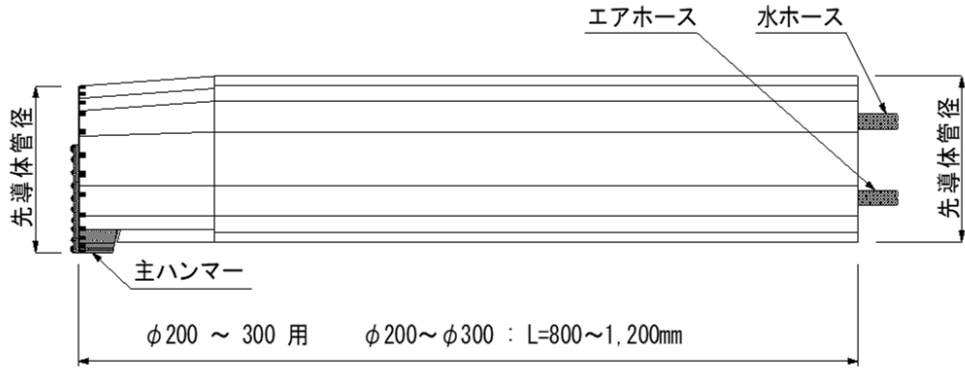 エアホース
水ホース
先導体管径
先導体管径
主ハンマー
φ200 ～ 300 用　　φ200～φ300 : L=800～1,200mm